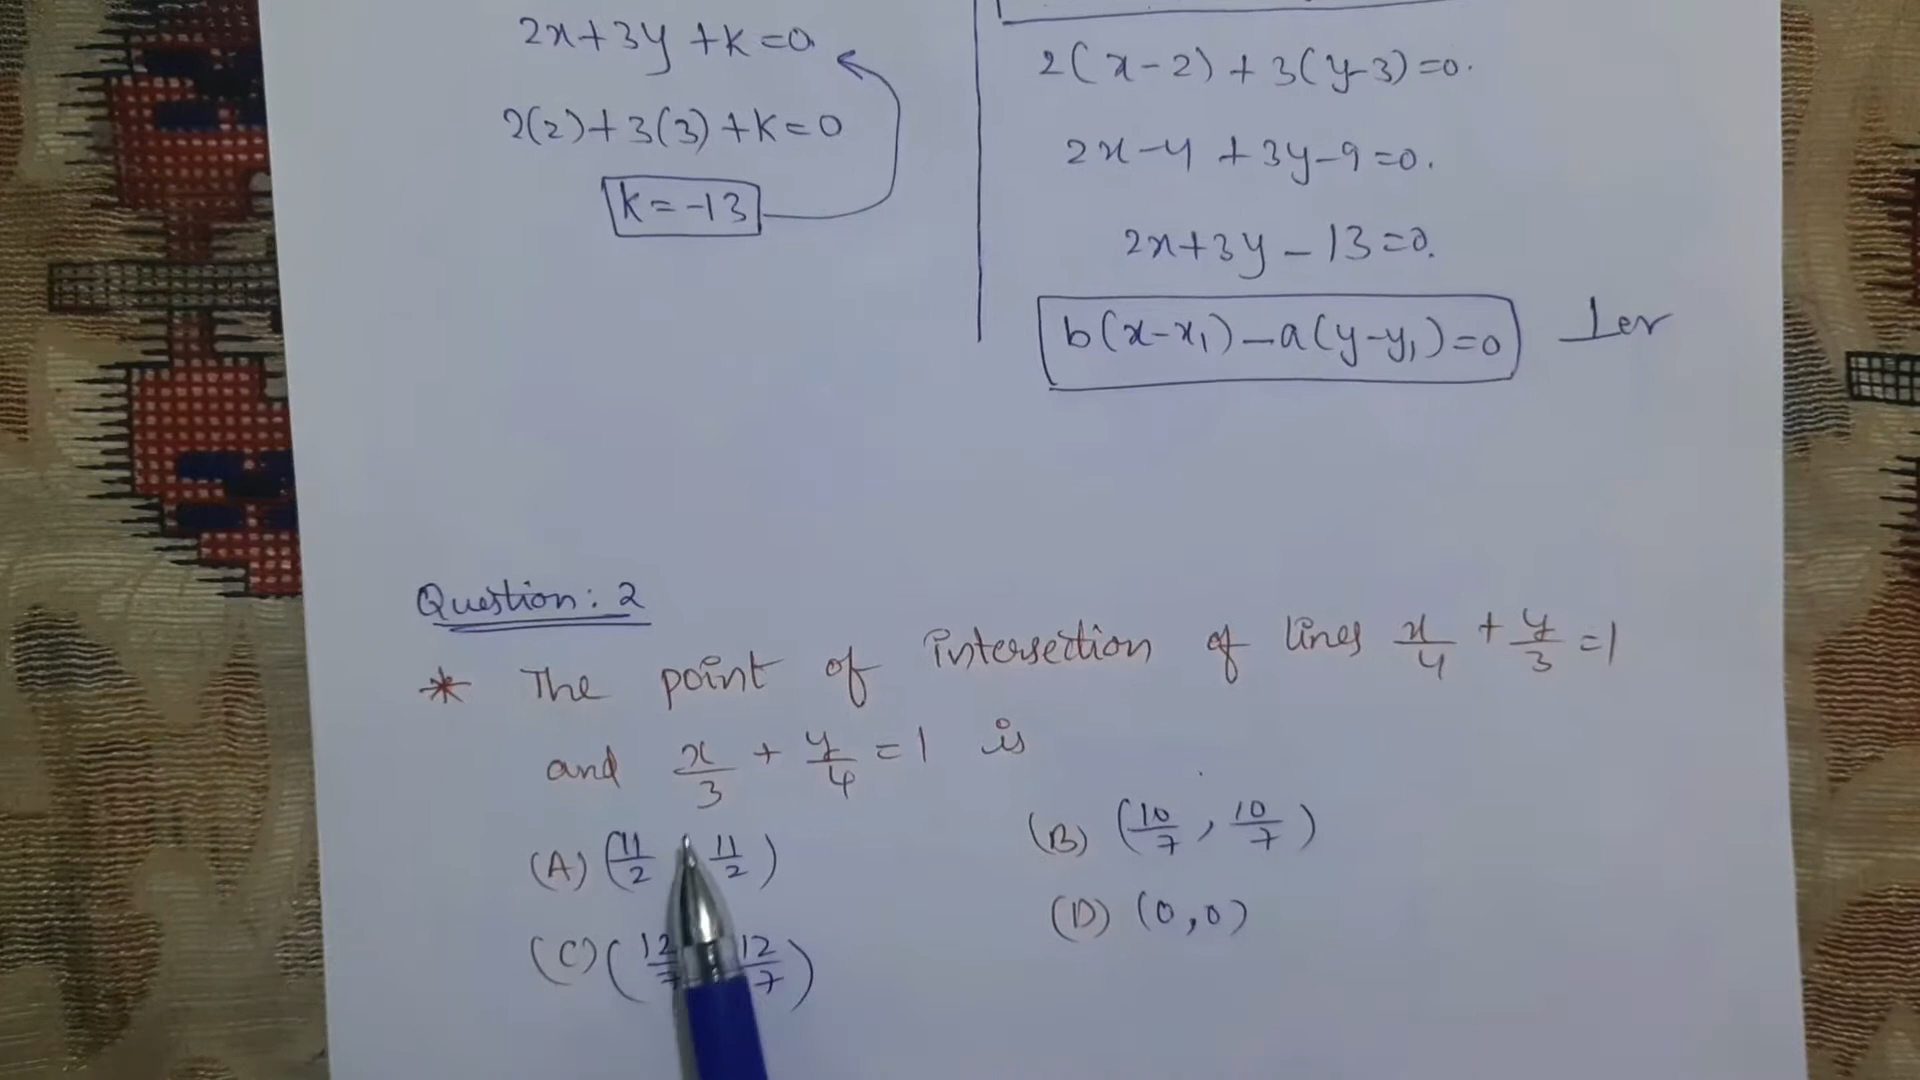 2x+3y+k=0
2(2)+3(3)+k=0
k=-13
2(x-2)+3(y-3)=0.
2x-4+3y-9=0.
2x+3y-13=0.
b(x-x₁)-a(y-y₁)=0 ⊥er
Question: 2
* The point of intersection of lines x/4 + y/3 = 1
and x/3 + y/4 = 1 is
(A) (11/2, 11/2)
(B) (10/7, 10/7)
(C) (12/7, 12/7)
(D) (0,0)